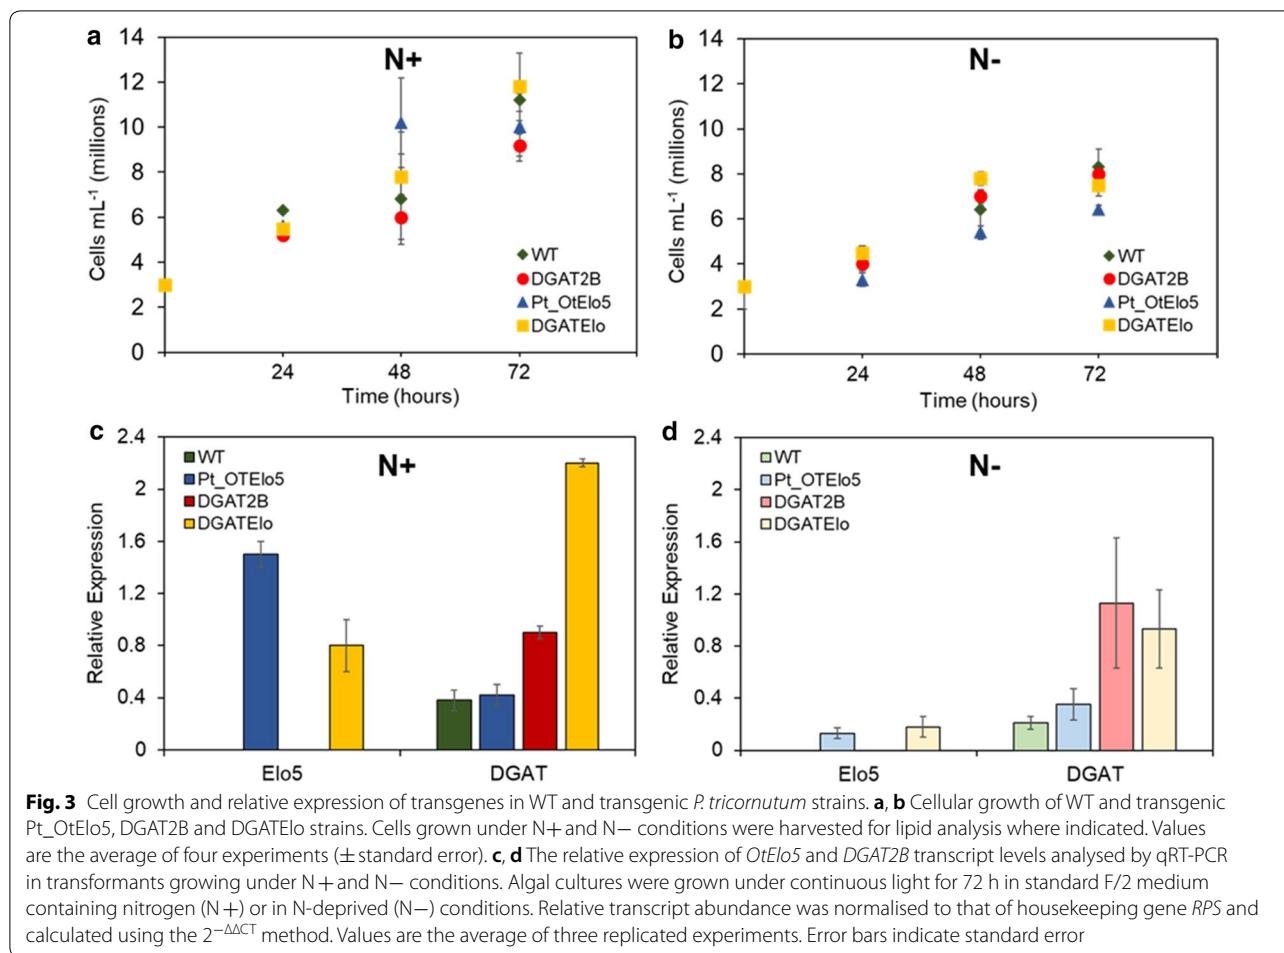 a
N+
14
12
10
8
6
4
2
0
Cells mL⁻¹ (millions)
24
48
72
Time (hours)
WT
DGAT2B
Pt_OtElo5
DGATElo
b
N-
14
12
10
8
6
4
2
0
Cells mL⁻¹ (millions)
24
48
72
Time (hours)
WT
DGAT2B
Pt_OtElo5
DGATElo
c
N+
2.4
2
1.6
1.2
0.8
0.4
0
Relative Expression
WT
Pt_OTElo5
DGAT2B
DGATElo
Elo5
DGAT
d
N-
2.4
2
1.6
1.2
0.8
0.4
0
Relative Expression
WT
Pt_OTElo5
DGAT2B
DGATElo
Elo5
DGAT
Fig. 3 Cell growth and relative expression of transgenes in WT and transgenic P. tricornutum strains. a, b Cellular growth of WT and transgenic
Pt_OtElo5, DGAT2B and DGATElo strains. Cells grown under N+ and N− conditions were harvested for lipid analysis where indicated. Values
are the average of four experiments (± standard error). c, d The relative expression of OtElo5 and DGAT2B transcript levels analysed by qRT-PCR
in transformants growing under N + and N− conditions. Algal cultures were grown under continuous light for 72 h in standard F/2 medium
containing nitrogen (N +) or in N-deprived (N−) conditions. Relative transcript abundance was normalised to that of housekeeping gene RPS and
calculated using the 2^−ΔΔCT method. Values are the average of three replicated experiments. Error bars indicate standard error